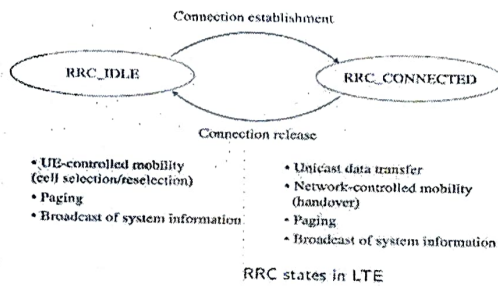 Connection establishment
RRC_IDLE
RRC_CONNECTED
Connection release
• UE-controlled mobility
(cell selection/reselection)
• Paging
• Broadcast of system information
• Unicast data transfer
• Network-controlled mobility
(handover)
• Paging
• Broadcast of system information
RRC states in LTE